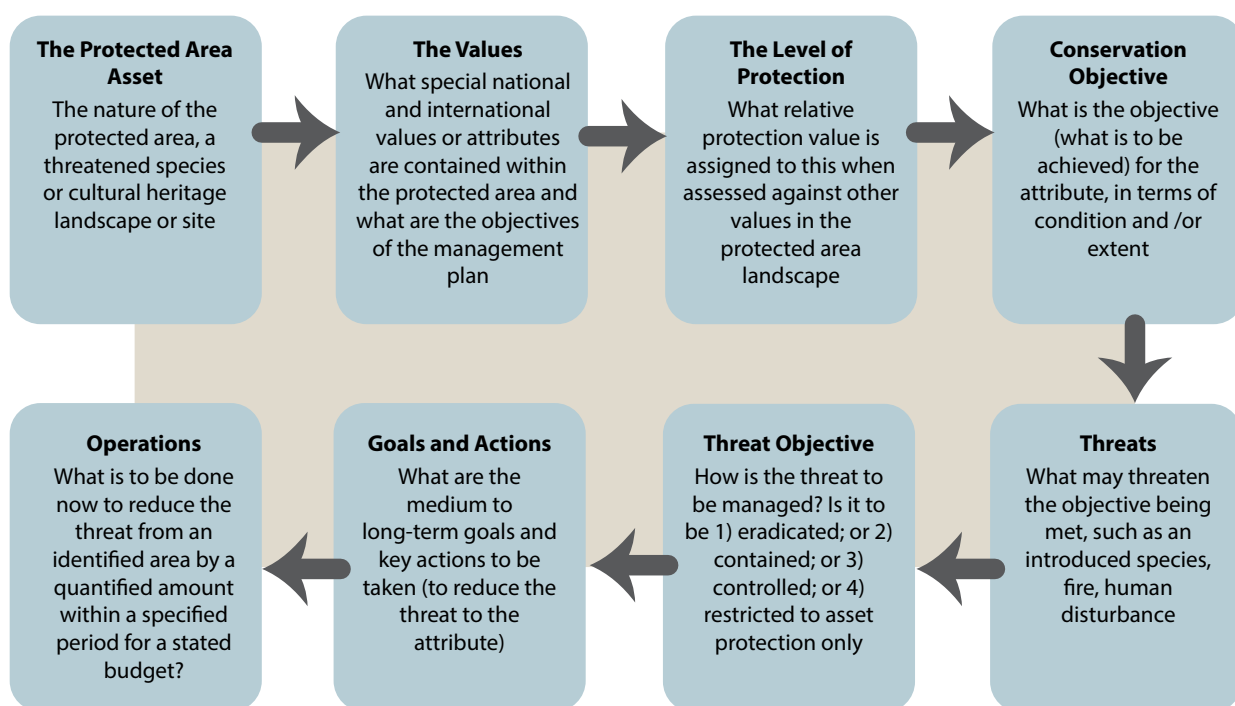 The Protected Area
Asset
The nature of the
protected area, a
threatened species
or cultural heritage
landscape or site
The Values
What special national
and international
values or attributes
are contained within
the protected area and
what are the objectives
of the management
plan
The Level of
Protection
What relative
protection value is
assigned to this when
assessed against other
values in the
protected area
landscape
Conservation
Objective
What is the objective
(what is to be
achieved) for the
attribute, in terms of
condition and /or
extent
Threats
What may threaten
the objective being
met, such as an
introduced species,
fire, human
disturbance
Threat Objective
How is the threat to
be managed? Is it to
be 1) eradicated; or 2)
contained; or 3)
controlled; or 4)
restricted to asset
protection only
Goals and Actions
What are the
medium to
long-term goals and
key actions to be
taken (to reduce the
threat to the
attribute)
Operations
What is to be done
now to reduce the
threat from an
identified area by a
quantified amount
within a specified
period for a stated
budget?